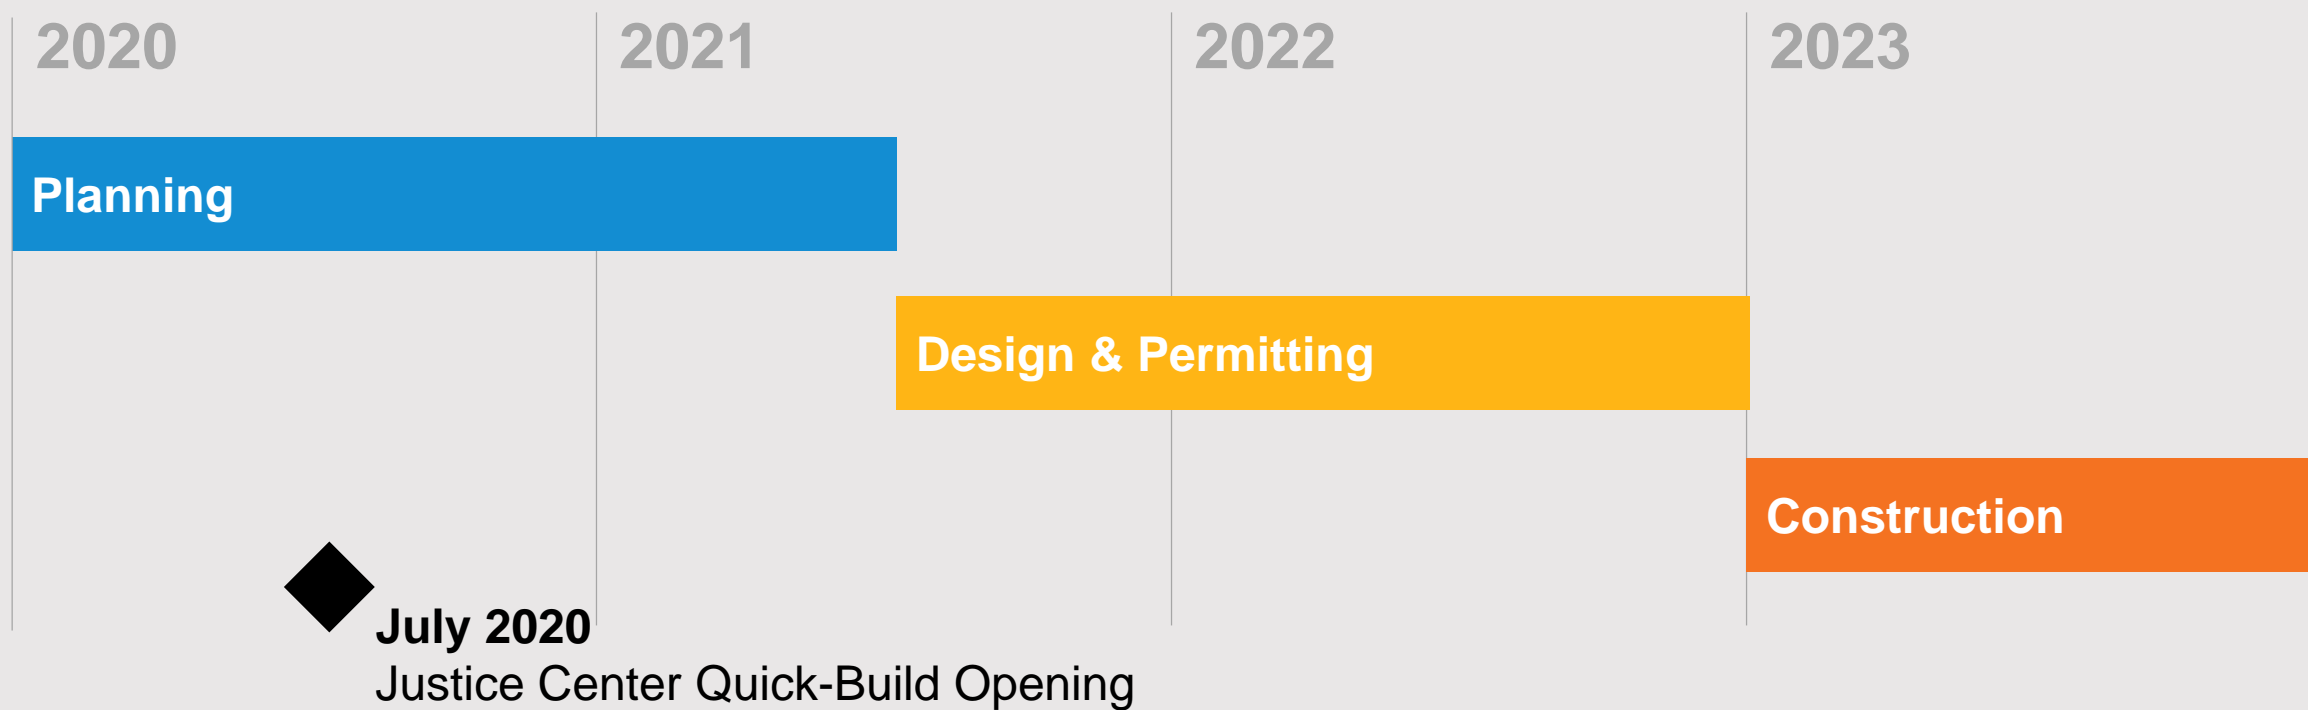 2020
2021
2022
2023
Planning
Design & Permitting
Construction
July 2020
Justice Center Quick-Build Opening